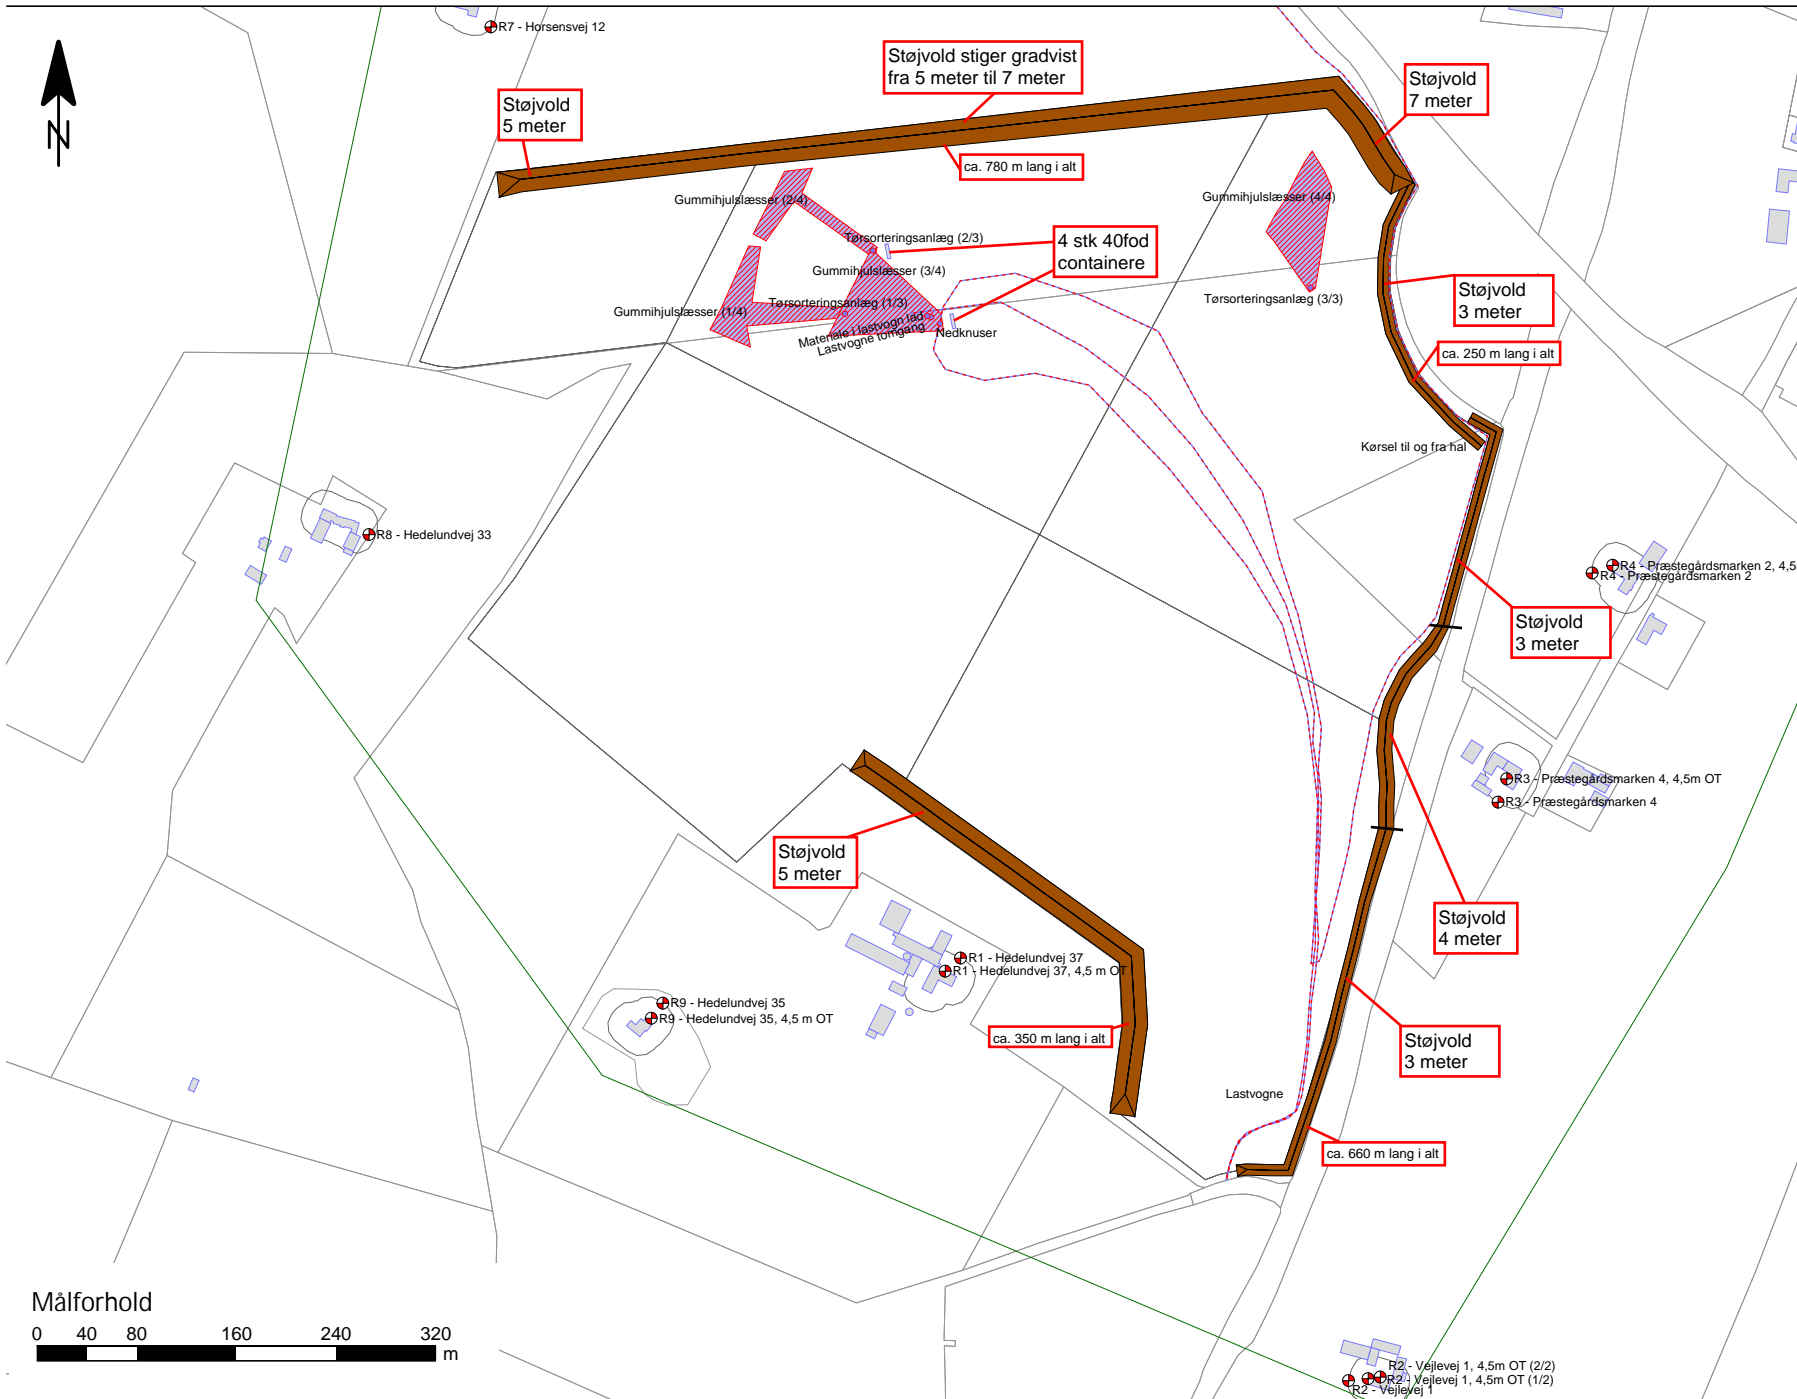 R7 - Horsensvej 12
N
Støjvold stiger gradvist
fra 5 meter til 7 meter
Støjvold
7 meter
Støjvold
5 meter
ca. 780 m lang i alt
Gummihjulslæsser (2/4)
Gummihjulslæsser (4/4)
Tørsorteringsanlæg (2/3)
4 stk 40fod
containere
Gummihjulslæsser (3/4)
Tørsorteringsanlæg (1/3)
Tørsorteringsanlæg (3/3)
Støjvold
3 meter
Gummihjulslæsser (1/4)
Materiale i lastvogn lad
Lastvogne tomgang
Nedknuser
ca. 250 m lang i alt
Kørsel til og fra hal
R8 - Hedelundvej 33
R4 - Præstegårdsmarken 2, 4,5
R4 - Præstegårdsmarken 2
Støjvold
3 meter
R3 - Præstegårdsmarken 4, 4,5m OT
R3 - Præstegårdsmarken 4
Støjvold
5 meter
Støjvold
4 meter
R1 - Hedelundvej 37
R1 - Hedelundvej 37, 4,5 m OT
R9 - Hedelundvej 35
R9 - Hedelundvej 35, 4,5 m OT
ca. 350 m lang i alt
Støjvold
3 meter
Lastvogne
ca. 660 m lang i alt
Målforhold
0 40 80 160 240 320
m
R2 - Vejlevej 1, 4,5m OT (2/2)
R2 - Vejlevej 1, 4,5m OT (1/2)
R2 - Vejlevej 1